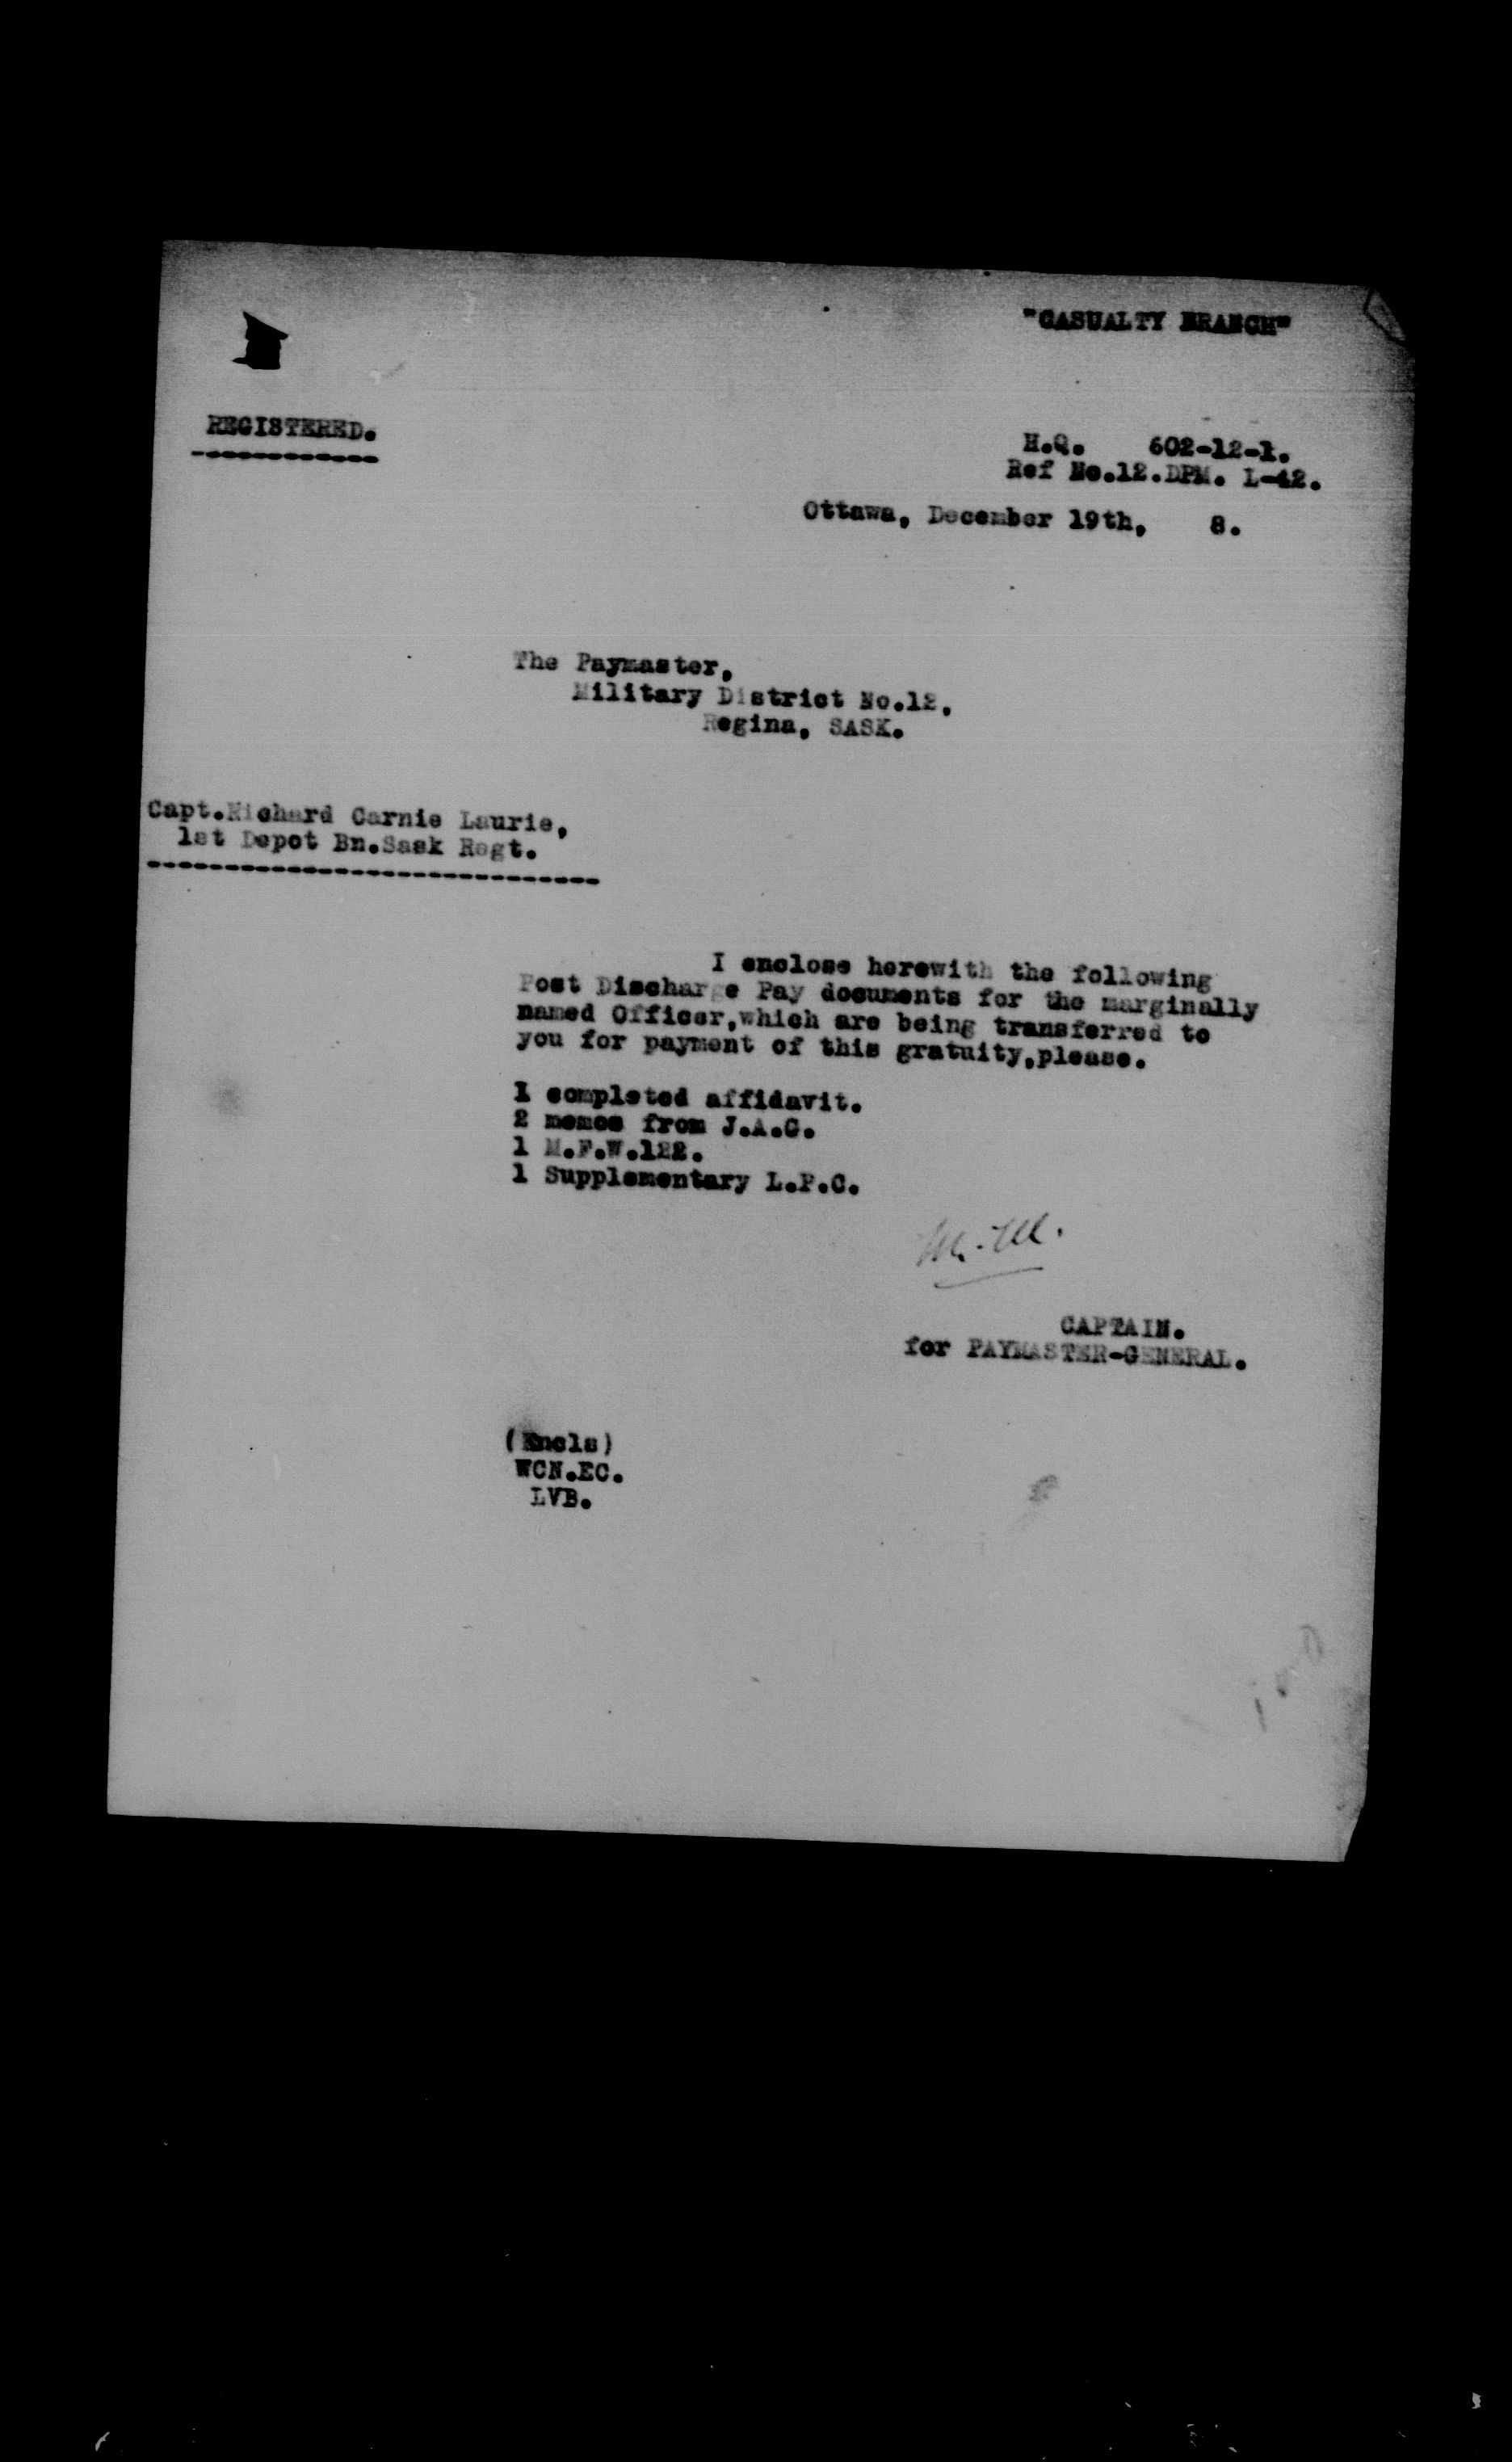 "CASUALTY BRANCH"
REGISTERED.
H.Q. 602-12-1.
Ref No.12.DPM. L-42.
Ottawa, December 19th, 8.
The Paymaster,
Military District No.12,
Regina, SASK.
Capt.Richard Carnie Laurie,
1st Depot Bn.Sask Regt.
I enclose herewith the following
Post Discharge Pay documents for the marginally
named Officer,which are being transferred to
you for payment of this gratuity,please.
1 completed affidavit.
2 memos from J.A.G.
1 M.F.W.122.
1 Supplementary L.P.C.
CAPTAIN.
for PAYMASTER-GENERAL.
(Encls)
WCN.EC.
LVB.